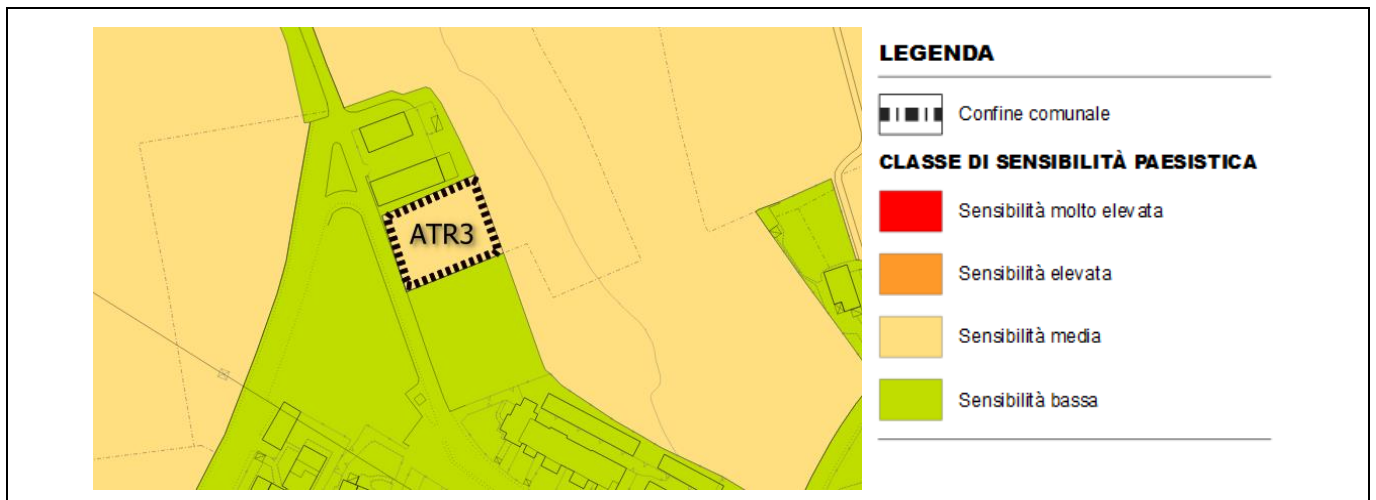 ATR3
LEGENDA
Confine comunale
CLASSE DI SENSIBILITÀ PAESISTICA
Sensibilità molto elevata
Sensibilità elevata
Sensibilità media
Sensibilità bassa